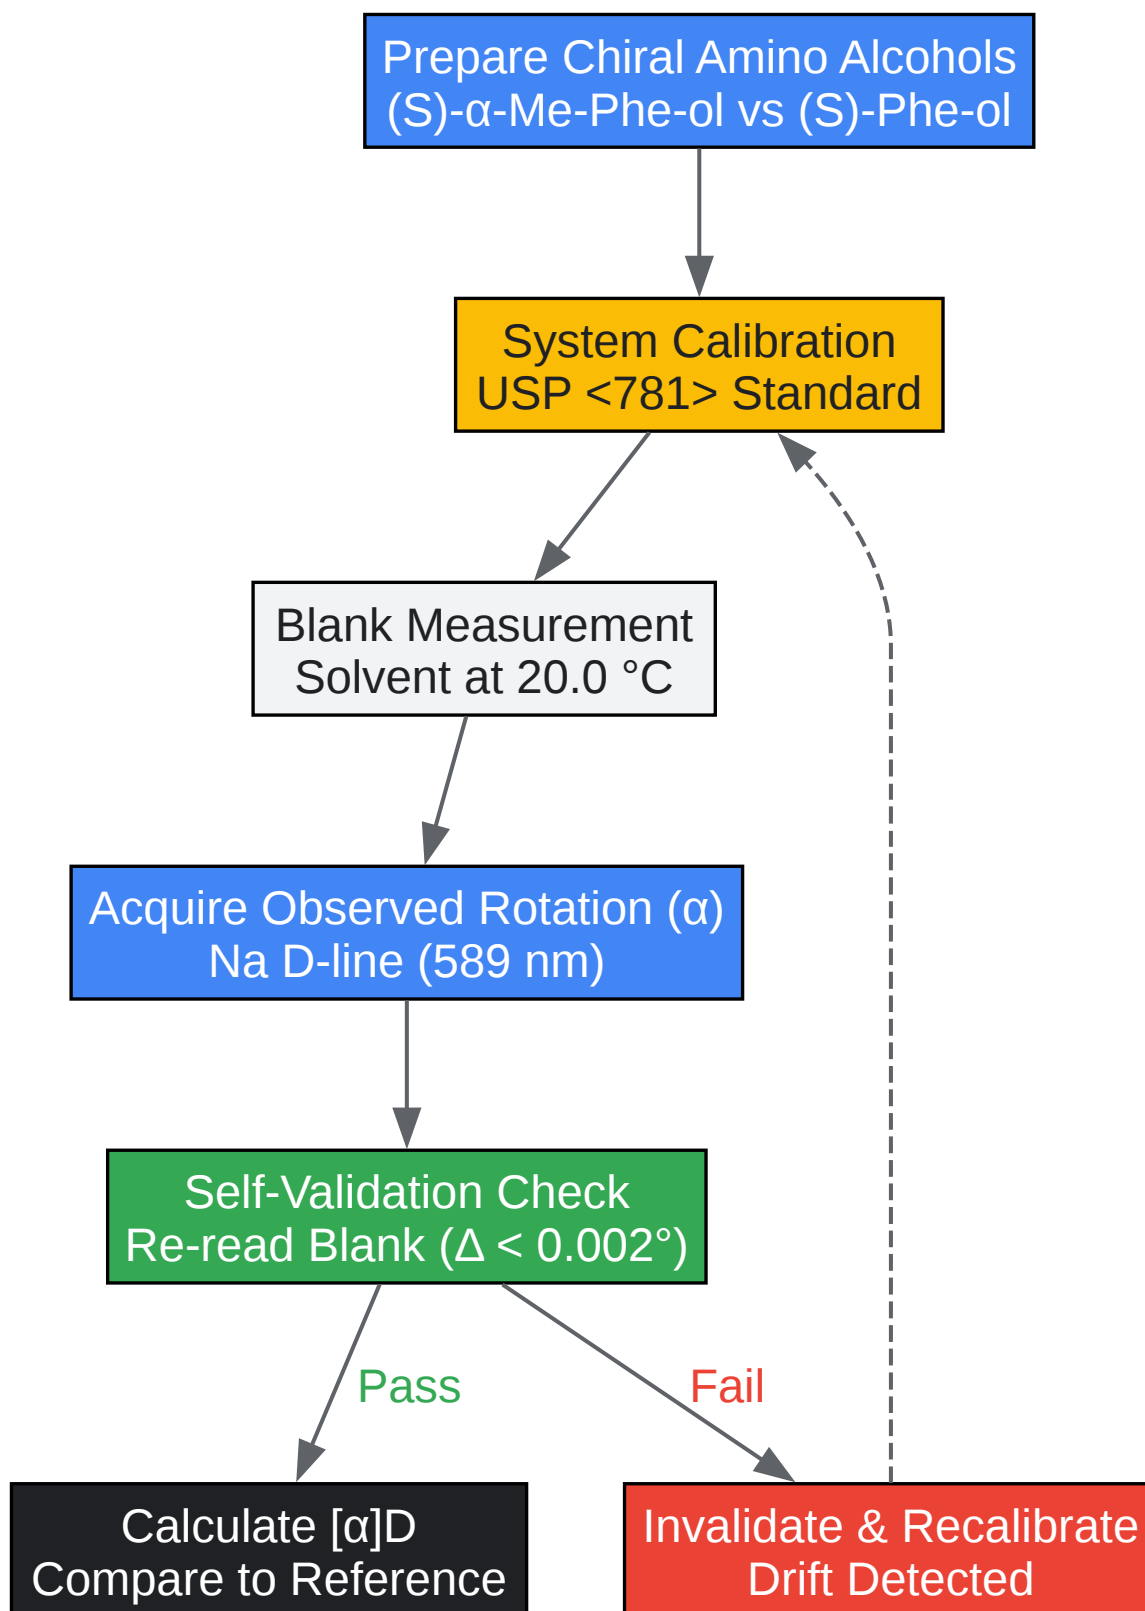 Prepare Chiral Amino Alcohols
(S)-α-Me-Phe-ol vs (S)-Phe-ol
System Calibration
USP <781> Standard
Blank Measurement
Solvent at 20.0 °C
Acquire Observed Rotation (α)
Na D-line (589 nm)
Self-Validation Check
Re-read Blank (Δ < 0.002°)
Pass
Fail
Calculate [α]D
Compare to Reference
Invalidate & Recalibrate
Drift Detected